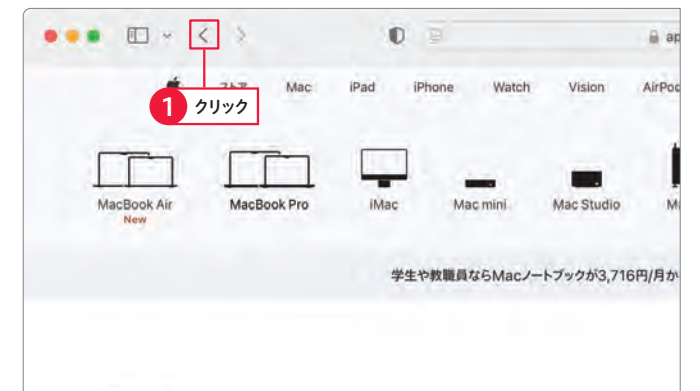 ap
ストア Mac iPad iPhone Watch Vision AirPod
1 クリック
MacBook Air MacBook Pro iMac Mac mini Mac Studio M
New
学生や教職員ならMacノートブックが3,716円/月か